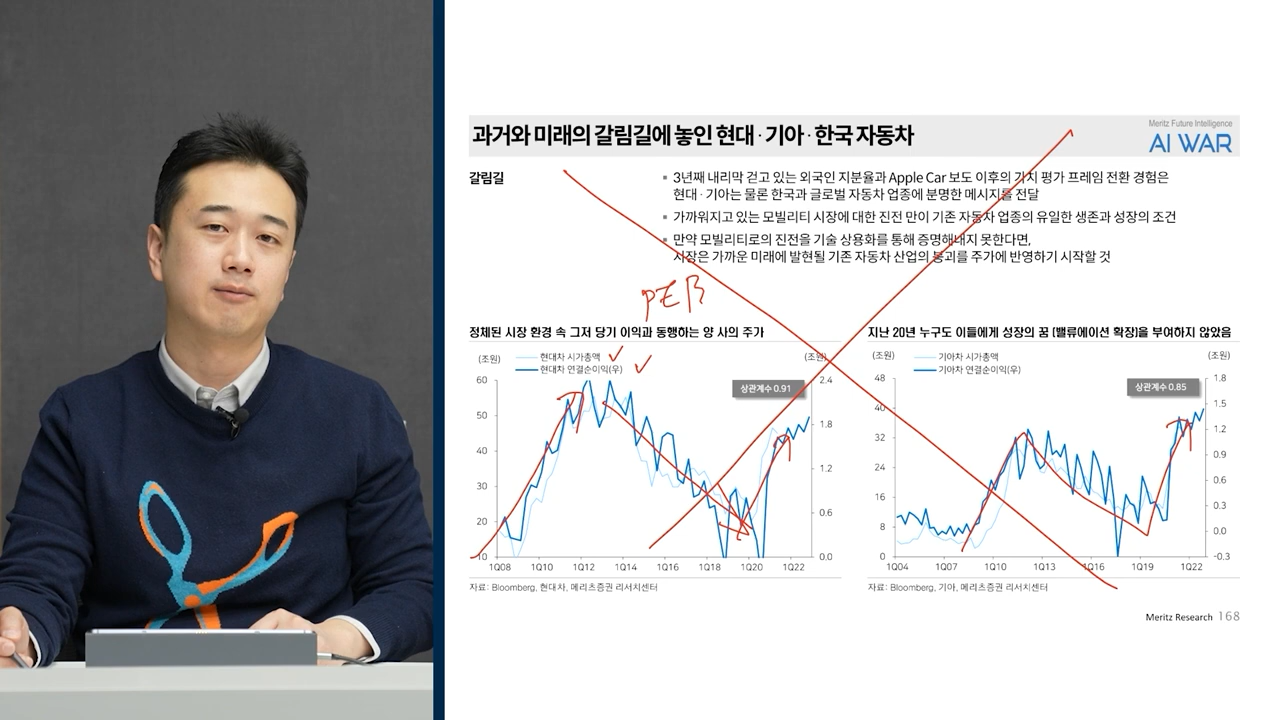 과거와 미래의 갈림길에 놓인 현대 · 기아 · 한국 자동차
Meritz Future Intelligence
AI WAR
갈림길
▪ 3년째 내리막 걷고 있는 외국인 지분율과 Apple Car 보도 이후의 가치 평가 프레임 전환 경험은
현대 · 기아는 물론 한국과 글로벌 자동차 업종에 분명한 메시지를 전달
▪ 가까워지고 있는 모빌리티 시장에 대한 진전 만이 기존 자동차 업종의 유일한 생존과 성장의 조건
▪ 만약 모빌리티로의 진전을 기술 상용화를 통해 증명해내지 못한다면,
시장은 가까운 미래에 발현될 기존 자동차 산업의 붕괴를 주가에 반영하기 시작할 것
PER
정체된 시장 환경 속 그저 당기 이익과 동행하는 양 사의 주가
(조원)
현대차 시가총액
현대차 연결순이익(우)
(조원)
상관계수 0.91
60
50
40
30
20
10
2.4
1.8
1.2
0.6
0.0
1Q08 1Q10 1Q12 1Q14 1Q16 1Q18 1Q20 1Q22
자료: Bloomberg, 현대차, 메리츠증권 리서치센터
지난 20년 누구도 이들에게 성장의 꿈 (밸류에이션 확장)을 부여하지 않았음
(조원)
기아차 시가총액
기아차 연결순이익(우)
(조원)
상관계수 0.85
48
40
32
24
16
8
0
1.8
1.5
1.2
0.9
0.6
0.3
0.0
-0.3
1Q04 1Q07 1Q10 1Q13 1Q16 1Q19 1Q22
자료: Bloomberg, 기아, 메리츠증권 리서치센터
Meritz Research 168